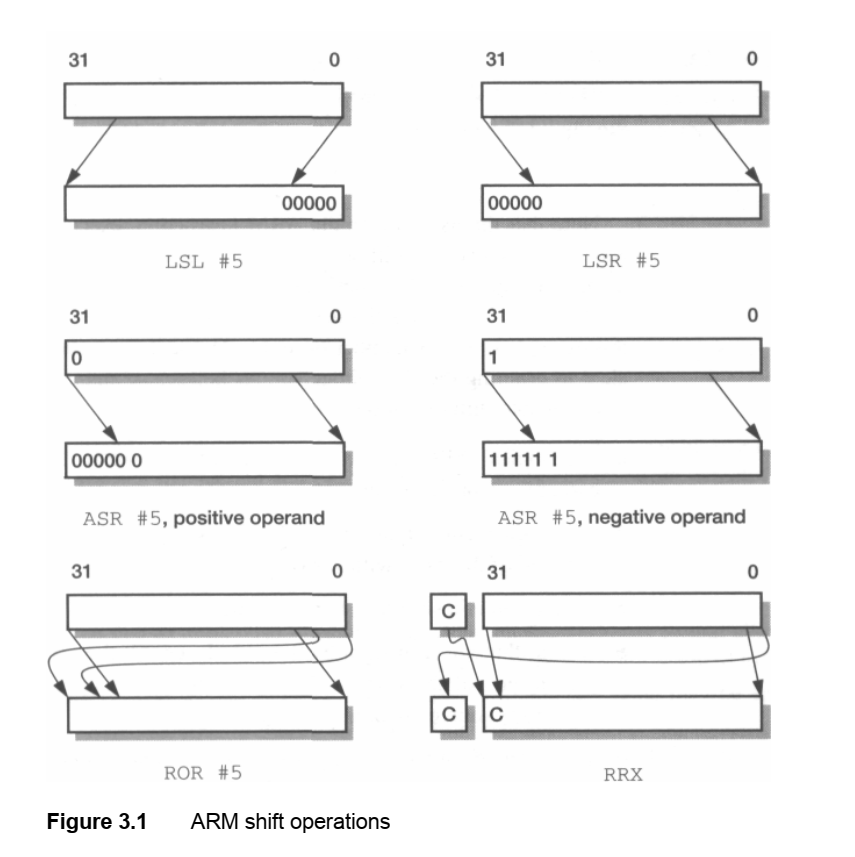 31 0 31 0
00000 00000
LSL #5 LSR #5
31 0 31 0
0 1
00000 0 11111 1
ASR #5, positive operand ASR #5, negative operand
31 0 31 0
C
C C
ROR #5 RRX
Figure 3.1 ARM shift operations